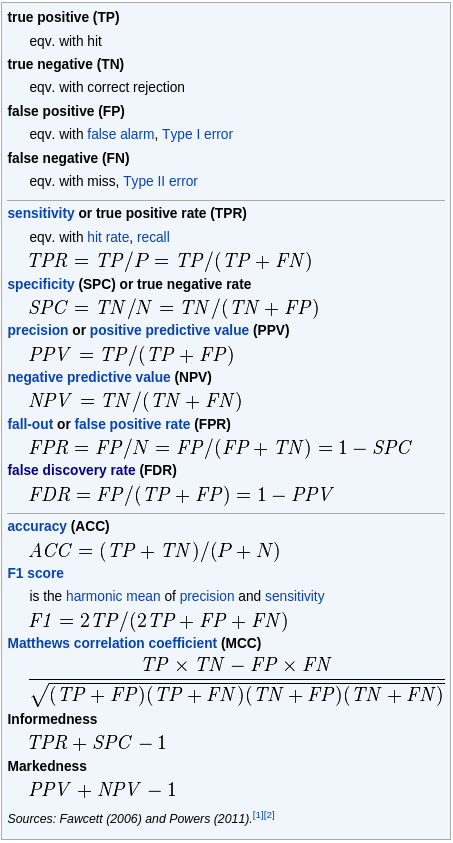 true positive (TP)
eqv. with hit
true negative (TN)
eqv. with correct rejection
false positive (FP)
eqv. with false alarm, Type I error
false negative (FN)
eqv. with miss, Type II error
sensitivity or true positive rate (TPR)
eqv. with hit rate, recall
TPR = TP/P = TP/(TP + FN)
specificity (SPC) or true negative rate
SPC = TN/N = TN/(TN + FP)
precision or positive predictive value (PPV)
PPV = TP/(TP + FP)
negative predictive value (NPV)
NPV = TN/(TN + FN)
fall-out or false positive rate (FPR)
FPR = FP/N = FP/(FP + TN) = 1 − SPC
false discovery rate (FDR)
FDR = FP/(TP + FP) = 1 − PPV
accuracy (ACC)
ACC = (TP + TN)/(P + N)
F1 score
is the harmonic mean of precision and sensitivity
F1 = 2TP/(2TP + FP + FN)
Matthews correlation coefficient (MCC)
TP × TN − FP × FN
√(TP + FP)(TP + FN)(TN + FP)(TN + FN)
Informedness
TPR + SPC − 1
Markedness
PPV + NPV − 1
Sources: Fawcett (2006) and Powers (2011).[1][2]